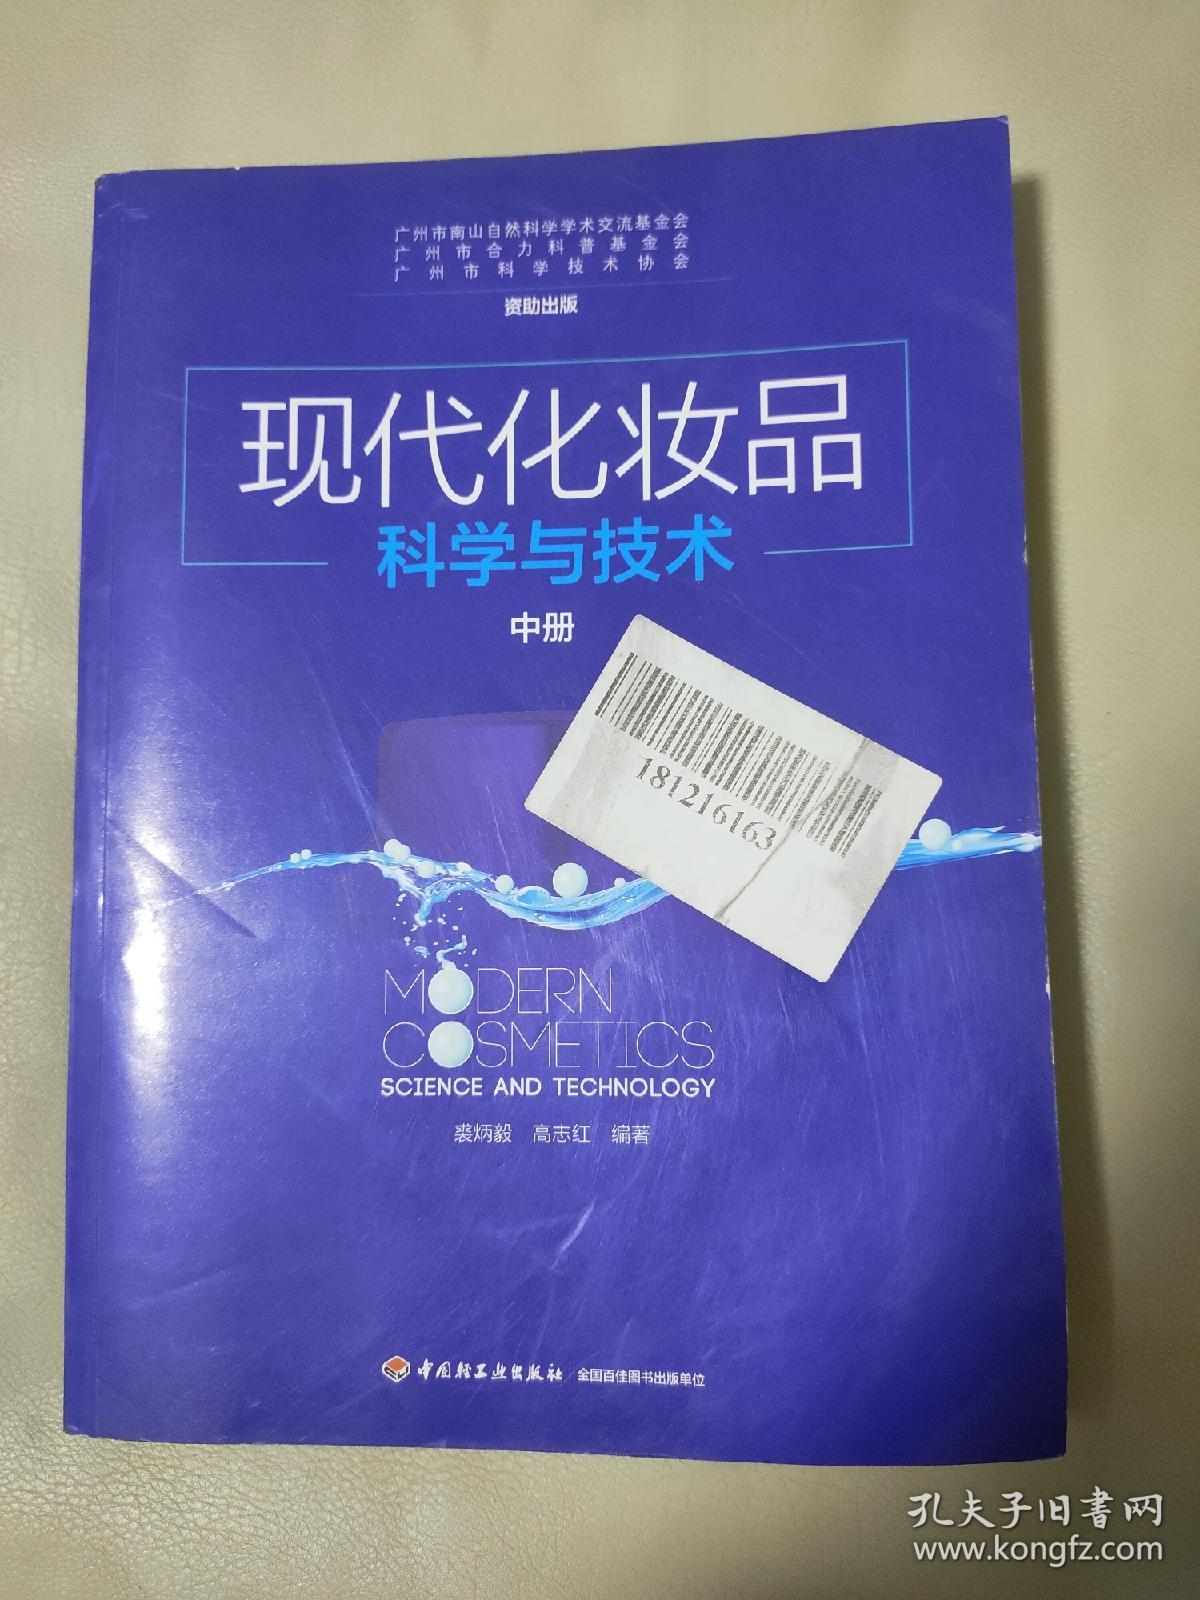 广州市南山自然科学学术交流基金会
广州市合力科普基金会
广州市科学技术协会
资助出版
现代化妆品
科学与技术
中册
181216163
MODERN
COSMETICS
SCIENCE AND TECHNOLOGY
裘炳毅 高志红 编著
中国轻工业出版社 全国百佳图书出版单位
孔夫子旧书网
www.kongfz.com